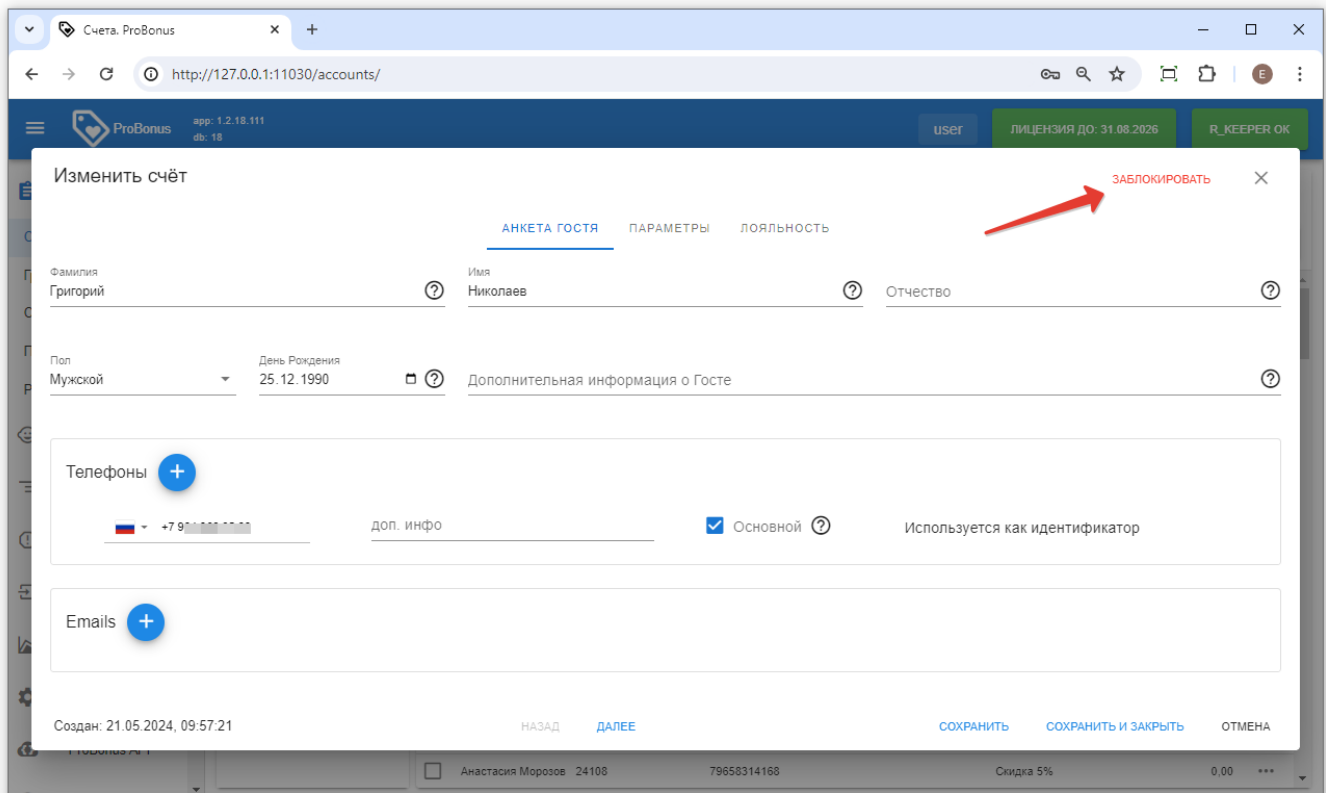 Счета. ProBonus
http://127.0.0.1:11030/accounts/
E
ProBonus
app: 1.2.18.111
db: 18
user
ЛИЦЕНЗИЯ ДО: 31.08.2026
R_KEEPER OK
Изменить счёт
ЗАБЛОКИРОВАТЬ
АНКЕТА ГОСТЯ ПАРАМЕТРЫ ЛОЯЛЬНОСТЬ
Фамилия Имя
Григорий Николаев Отчество
Пол День Рождения
Мужской 25.12.1990 Дополнительная информация о Госте
Телефоны
+7 9 доп. инфо Основной Используется как идентификатор
Emails
Создан: 21.05.2024, 09:57:21 НАЗАД ДАЛЕЕ СОХРАНИТЬ СОХРАНИТЬ И ЗАКРЫТЬ ОТМЕНА
Анастасия Морозов 24108 79658314168 Скидка 5% 0,00